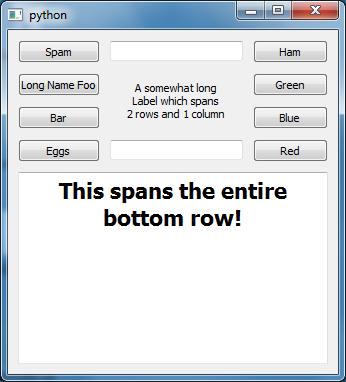 python
Spam
Ham
Long Name Foo
A somewhat long
Label which spans
2 rows and 1 column
Green
Bar
Blue
Eggs
Red
This spans the entire
bottom row!